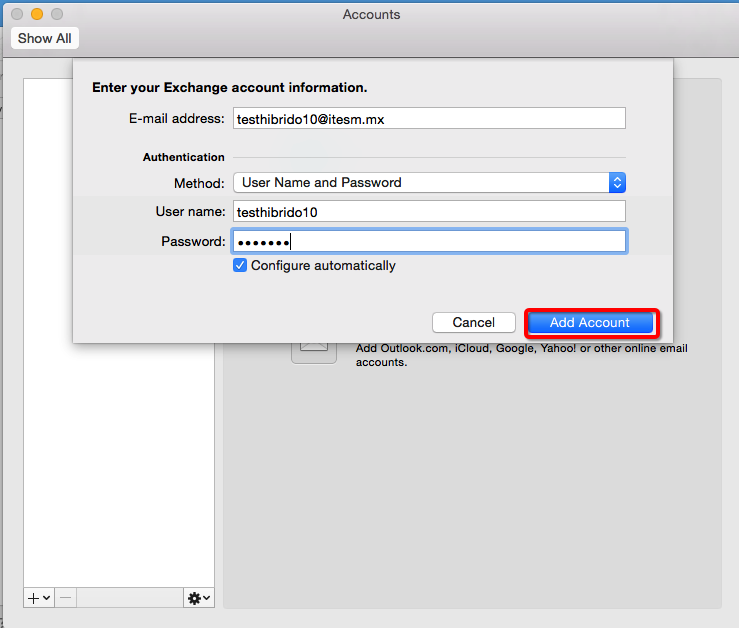 Accounts
Show All
Enter your Exchange account information.
E-mail address: testhibrido10@itesm.mx
Authentication
Method: User Name and Password
User name: testhibrido10
Password: •••••••
Configure automatically
Cancel Add Account
Add Outlook.com, iCloud, Google, Yahoo! or other online email
accounts.